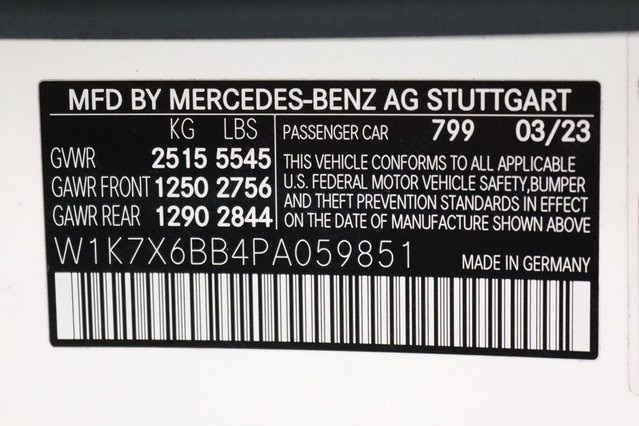 MFD BY MERCEDES-BENZ AG STUTTGART
KG LBS
GVWR 2515 5545
GAWR FRONT 1250 2756
GAWR REAR 1290 2844
PASSENGER CAR 799 03/23
THIS VEHICLE CONFORMS TO ALL APPLICABLE
U.S. FEDERAL MOTOR VEHICLE SAFETY,BUMPER
AND THEFT PREVENTION STANDARDS IN EFFECT
ON THE DATE OF MANUFACTURE SHOWN ABOVE
W1K7X6BB4PA059851
MADE IN GERMANY